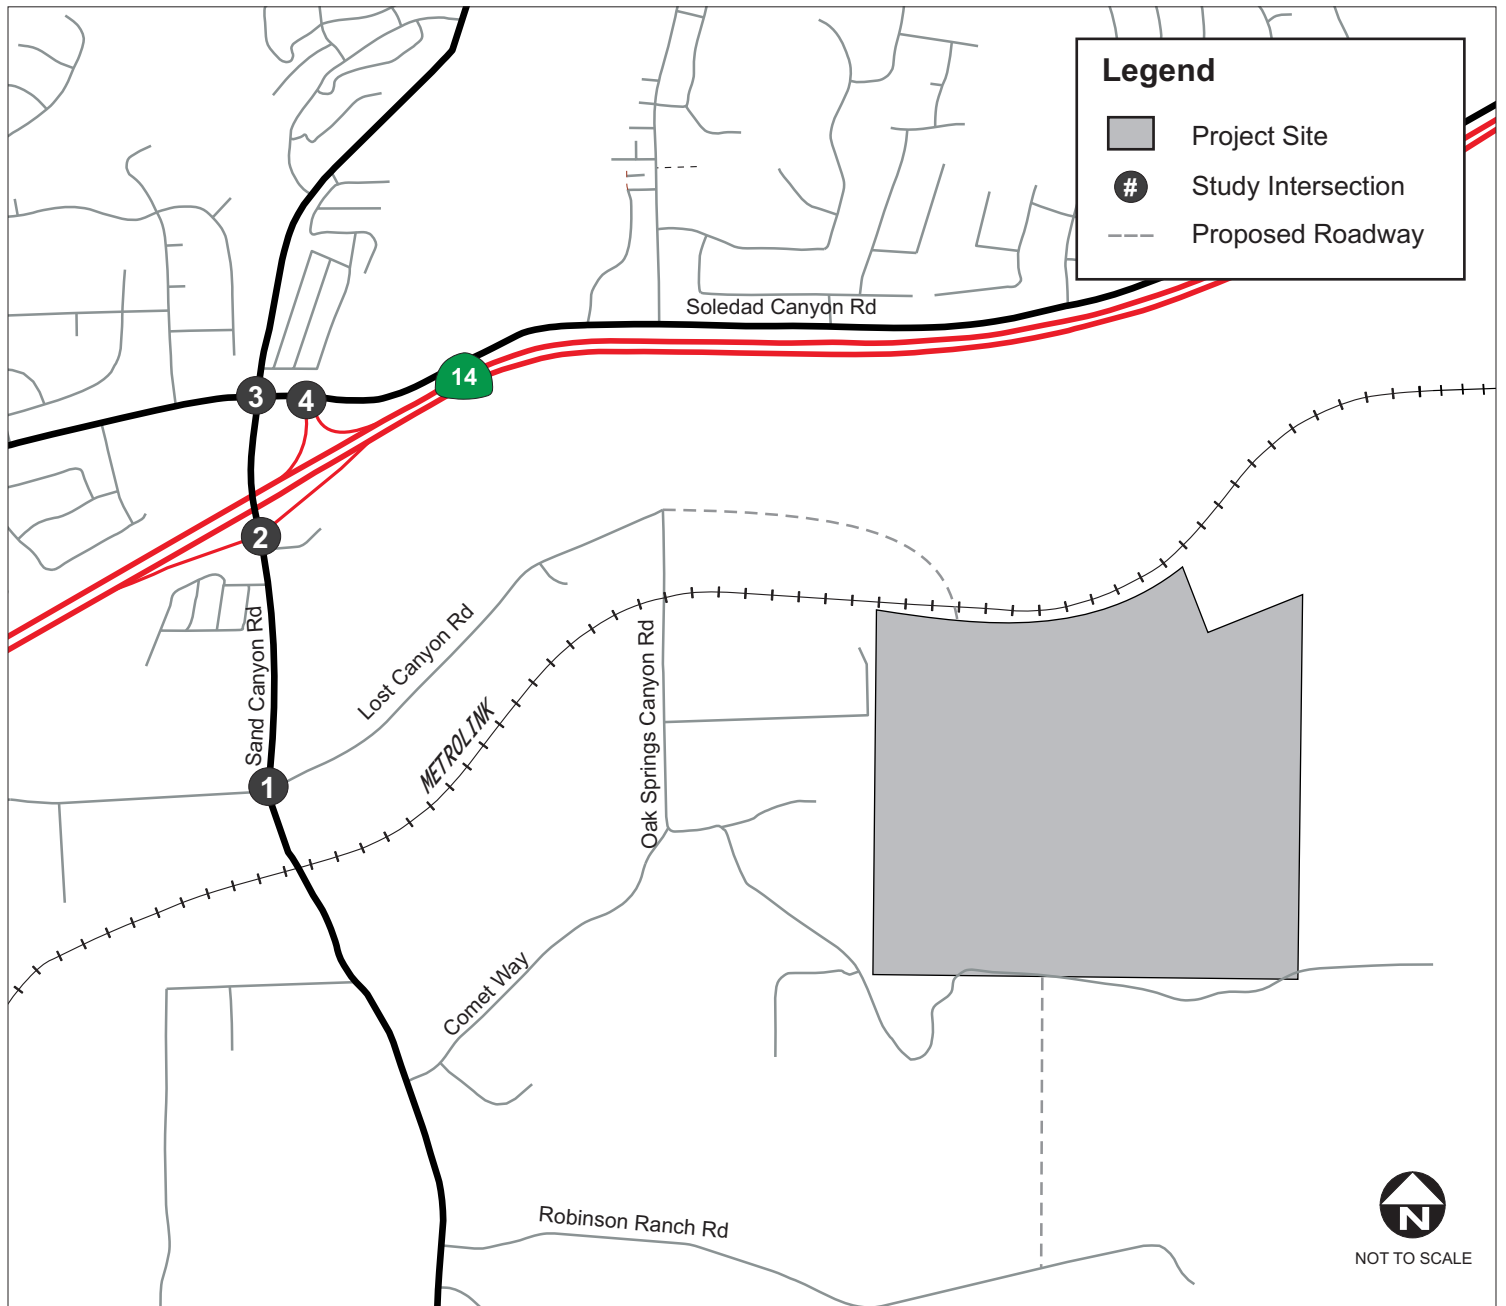 Legend
Project Site
# Study Intersection
Proposed Roadway
Soledad Canyon Rd
14
3
4
2
Sand Canyon Rd
Lost Canyon Rd
METROLINK
Oak Springs Canyon Rd
1
Comet Way
Robinson Ranch Rd
N
NOT TO SCALE